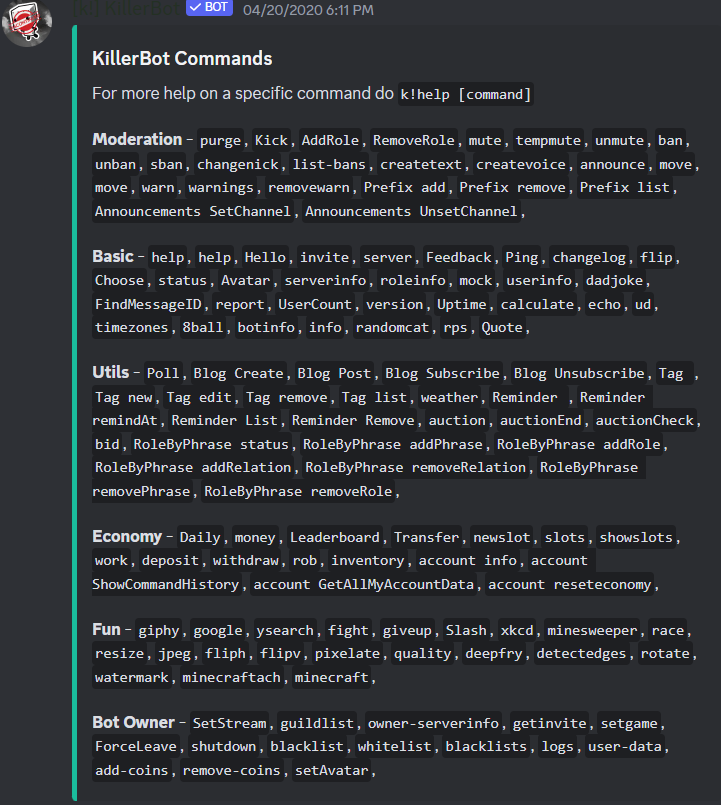 [k!] KillerBot BOT 04/20/2020 6:11 PM
KillerBot Commands
For more help on a specific command do k!help [command]
Moderation - purge, Kick, AddRole, RemoveRole, mute, tempmute, unmute, ban,
unban, sban, changenick, list-bans, createtext, createvoice, announce, move,
move, warn, warnings, removewarn, Prefix add, Prefix remove, Prefix list,
Announcements SetChannel, Announcements UnsetChannel,
Basic - help, help, Hello, invite, server, Feedback, Ping, changelog, flip,
Choose, status, Avatar, serverinfo, roleinfo, mock, userinfo, dadjoke,
FindMessageID, report, UserCount, version, Uptime, calculate, echo, ud,
timezones, 8ball, botinfo, info, randomcat, rps, Quote,
Utils - Poll, Blog Create, Blog Post, Blog Subscribe, Blog Unsubscribe, Tag ,
Tag new, Tag edit, Tag remove, Tag list, weather, Reminder , Reminder
remindAt, Reminder List, Reminder Remove, auction, auctionEnd, auctionCheck,
bid, RoleByPhrase status, RoleByPhrase addPhrase, RoleByPhrase addRole,
RoleByPhrase addRelation, RoleByPhrase removeRelation, RoleByPhrase
removePhrase, RoleByPhrase removeRole,
Economy - Daily, money, Leaderboard, Transfer, newslot, slots, showslots,
work, deposit, withdraw, rob, inventory, account info, account
ShowCommandHistory, account GetAllMyAccountData, account reseteconomy,
Fun - giphy, google, ysearch, fight, giveup, Slash, xkcd, minesweeper, race,
resize, jpeg, fliph, flipv, pixelate, quality, deepfry, detectedges, rotate,
watermark, minecraftach, minecraft,
Bot Owner - SetStream, guildlist, owner-serverinfo, getinvite, setgame,
ForceLeave, shutdown, blacklist, whitelist, blacklists, logs, user-data,
add-coins, remove-coins, setAvatar,